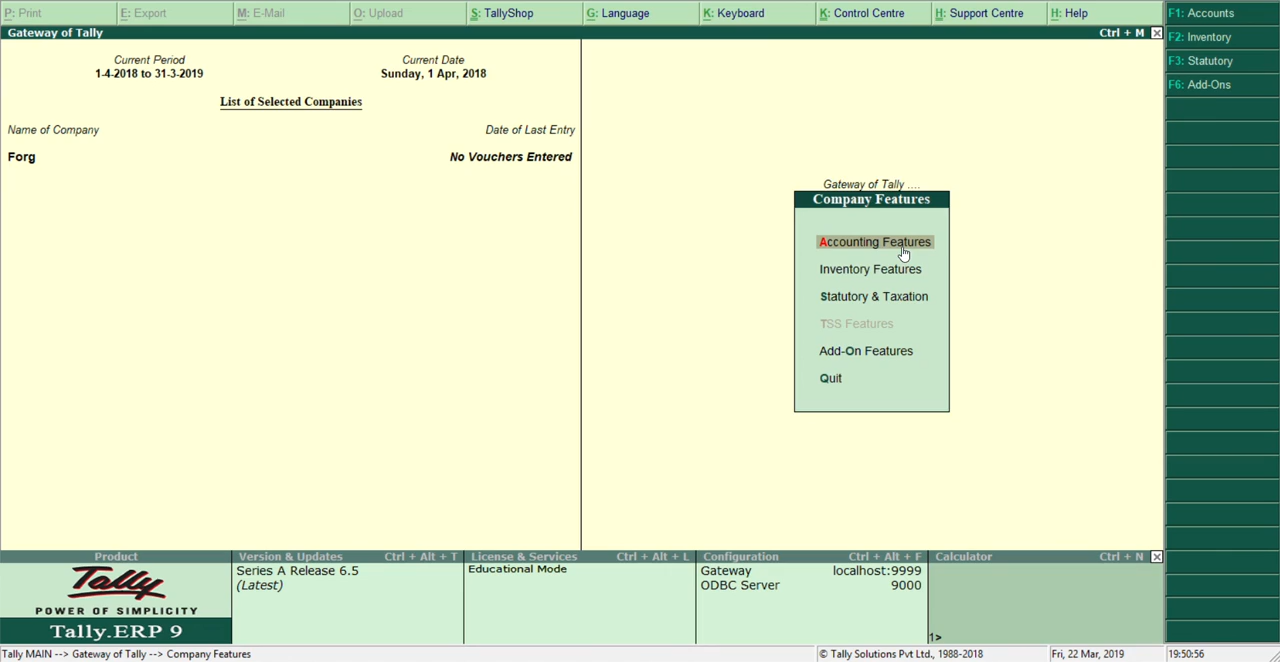 P: Print E: Export M: E-Mail O: Upload S: TallyShop G: Language K: Keyboard K: Control Centre H: Support Centre H: Help
F1: Accounts
F2: Inventory
F3: Statutory
F6: Add-Ons
Gateway of Tally Ctrl + M
Current Period Current Date
1-4-2018 to 31-3-2019 Sunday, 1 Apr, 2018
List of Selected Companies
Name of Company Date of Last Entry
Forg No Vouchers Entered
Gateway of Tally ....
Company Features
Accounting Features
Inventory Features
Statutory & Taxation
TSS Features
Add-On Features
Quit
Product Version & Updates Ctrl + Alt + T License & Services Ctrl + Alt + L Configuration Ctrl + Alt + F Calculator Ctrl + N
Tally
POWER OF SIMPLICITY
Tally.ERP 9
Series A Release 6.5
(Latest)
Educational Mode
Gateway localhost:9999
ODBC Server 9000
1>
Tally MAIN --> Gateway of Tally --> Company Features © Tally Solutions Pvt Ltd., 1988-2018 Fri, 22 Mar, 2019 19:50:56